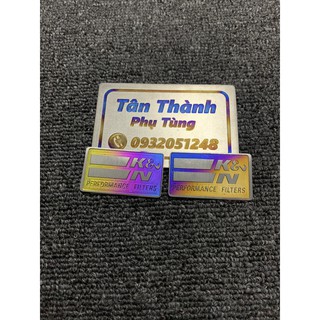 Tân Thành
Phụ Tùng
0932051248
K&N
PERFORMANCE FILTERS
K&N
PERFORMANCE FILTERS